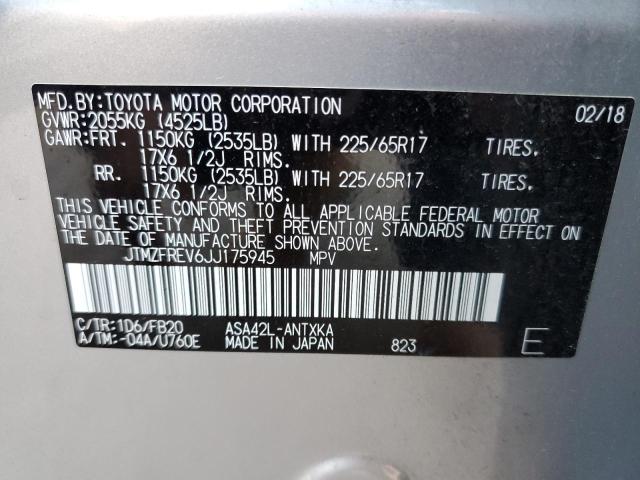 MFD.BY:TOYOTA MOTOR CORPORATION 02/18
GVWR:2055KG (4525LB)
GAWR:FRT. 1150KG (2535LB) WITH 225/65R17 TIRES,
17X6 1/2J RIMS.
RR. 1150KG (2535LB) WITH 225/65R17 TIRES,
17X6 1/2J RIMS.
THIS VEHICLE CONFORMS TO ALL APPLICABLE FEDERAL MOTOR
VEHICLE SAFETY AND THEFT PREVENTION STANDARDS IN EFFECT ON
THE DATE OF MANUFACTURE SHOWN ABOVE.
JTMZFREV6JJ175945 MPV
C/TR:1D6/FB20 ASA42L-ANTXKA
A/TM:-04A/U760E MADE IN JAPAN 823 E